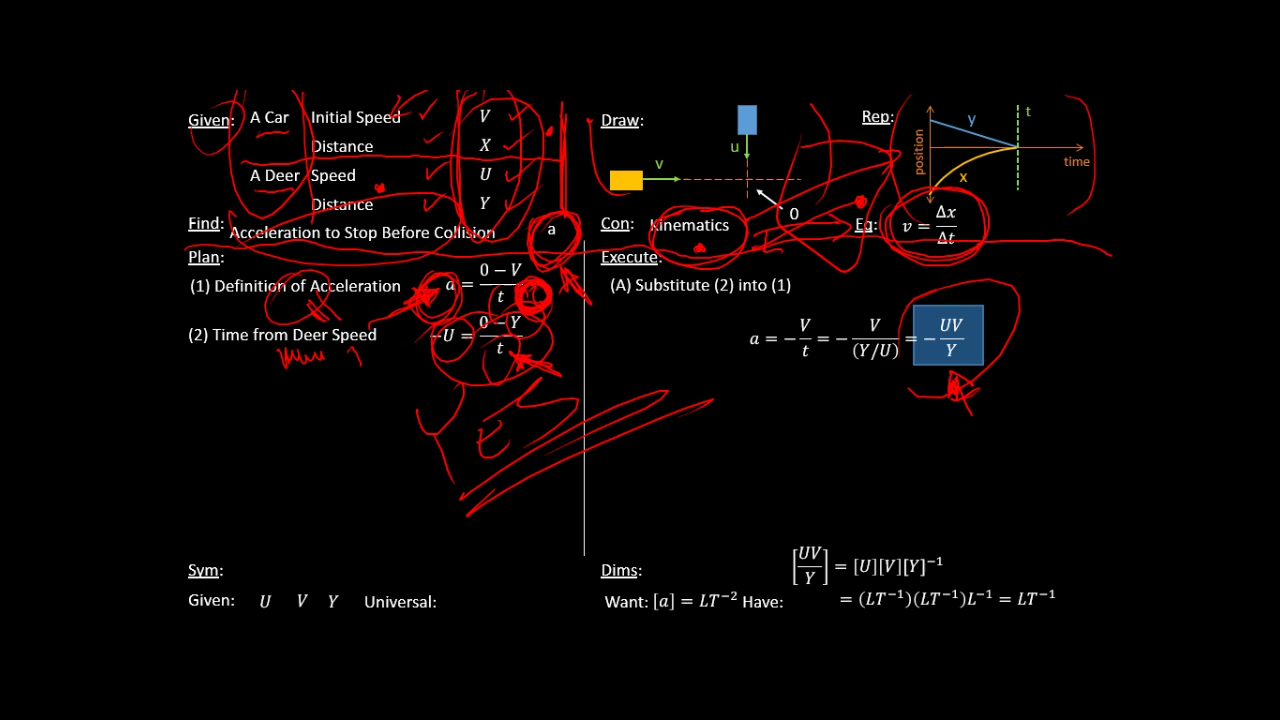 Given: A Car Initial Speed V
Distance X
A Deer Speed U
Distance Y
Find: Acceleration to Stop Before Collision a
Draw:
u
v
0
Rep:
t
y
position
time
x
Con: Kinematics
Eq: v = Δx/Δt
Plan:
(1) Definition of Acceleration a = (0 − V)/t
(2) Time from Deer Speed −U = (0 − Y)/t
Execute:
(A) Substitute (2) into (1)
a = −V/t = −V/(Y/U) = −UV/Y
Sym:
Given: U V Y Universal:
Dims:
[UV/Y] = [U][V][Y]⁻¹
Want: [a] = LT⁻² Have: = (LT⁻¹)(LT⁻¹)L⁻¹ = LT⁻¹